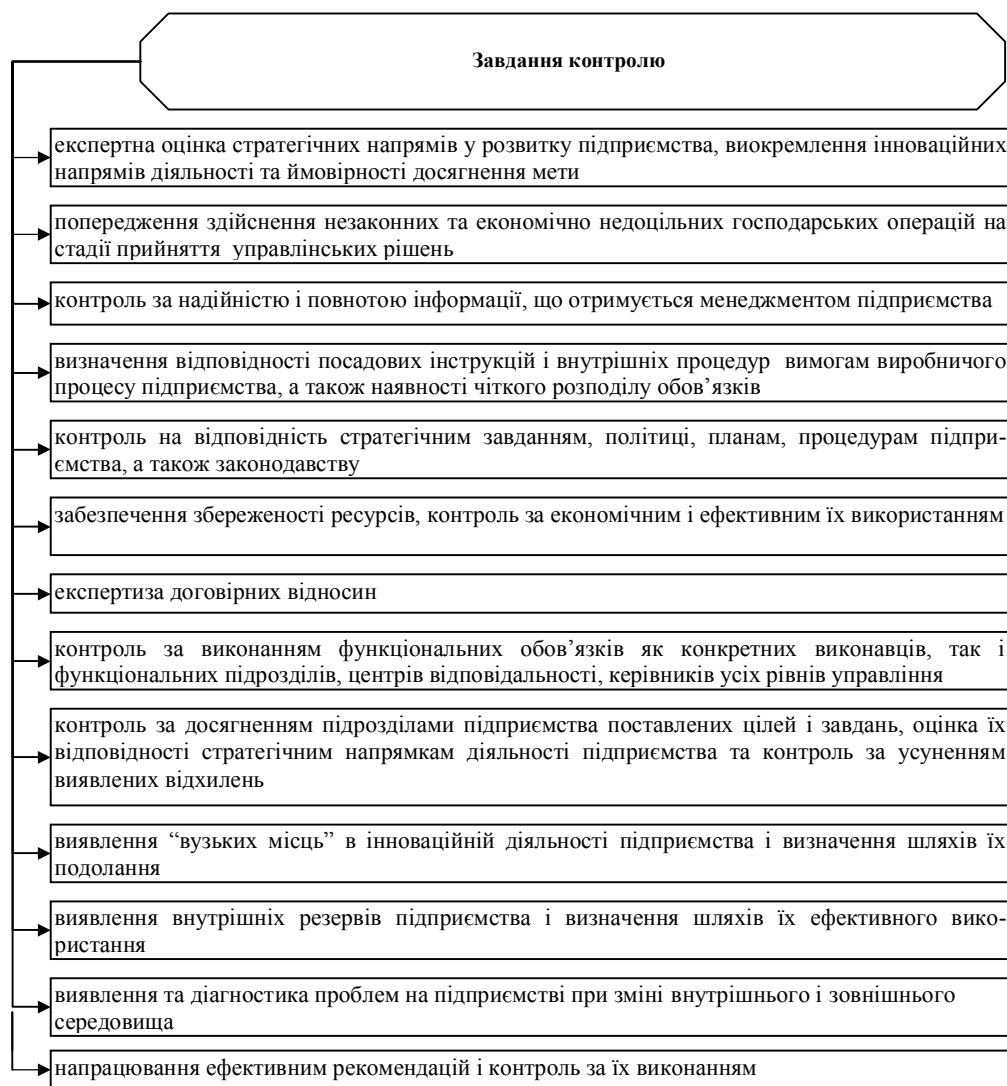 Завдання контролю
експертна оцінка стратегічних напрямів у розвитку підприємства, виокремлення інноваційних
напрямів діяльності та ймовірності досягнення мети
попередження здійснення незаконних та економічно недоцільних господарських операцій на
стадії прийняття управлінських рішень
контроль за надійністю і повнотою інформації, що отримується менеджментом підприємства
визначення відповідності посадових інструкцій і внутрішніх процедур вимогам виробничого
процесу підприємства, а також наявності чіткого розподілу обов’язків
контроль на відповідність стратегічним завданням, політиці, планам, процедурам підпри-
ємства, а також законодавству
забезпечення збереженості ресурсів, контроль за економічним і ефективним їх використанням
експертиза договірних відносин
контроль за виконанням функціональних обов’язків як конкретних виконавців, так і
функціональних підрозділів, центрів відповідальності, керівників усіх рівнів управління
контроль за досягненням підрозділами підприємства поставлених цілей і завдань, оцінка їх
відповідності стратегічним напрямкам діяльності підприємства та контроль за усуненням
виявлених відхилень
виявлення “вузьких місць” в інноваційній діяльності підприємства і визначення шляхів їх
подолання
виявлення внутрішніх резервів підприємства і визначення шляхів їх ефективного вико-
ристання
виявлення та діагностика проблем на підприємстві при зміні внутрішнього і зовнішнього
середовища
напрацювання ефективним рекомендацій і контроль за їх виконанням